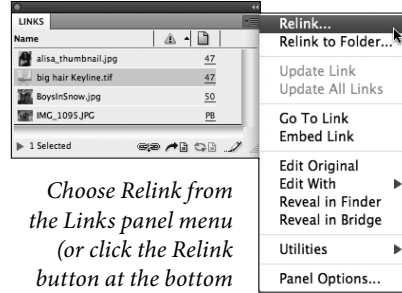 LINKS
Name
alisa_thumbnail.jpg 47
big hair Keyline.tif 47
BoysInSnow.jpg 50
IMG_1095.JPG PB
1 Selected
Relink...
Relink to Folder...
Update Link
Update All Links
Go To Link
Embed Link
Edit Original
Edit With
Reveal in Finder
Reveal in Bridge
Utilities
Panel Options...
Choose Relink from
the Links panel menu
(or click the Relink
button at the bottom